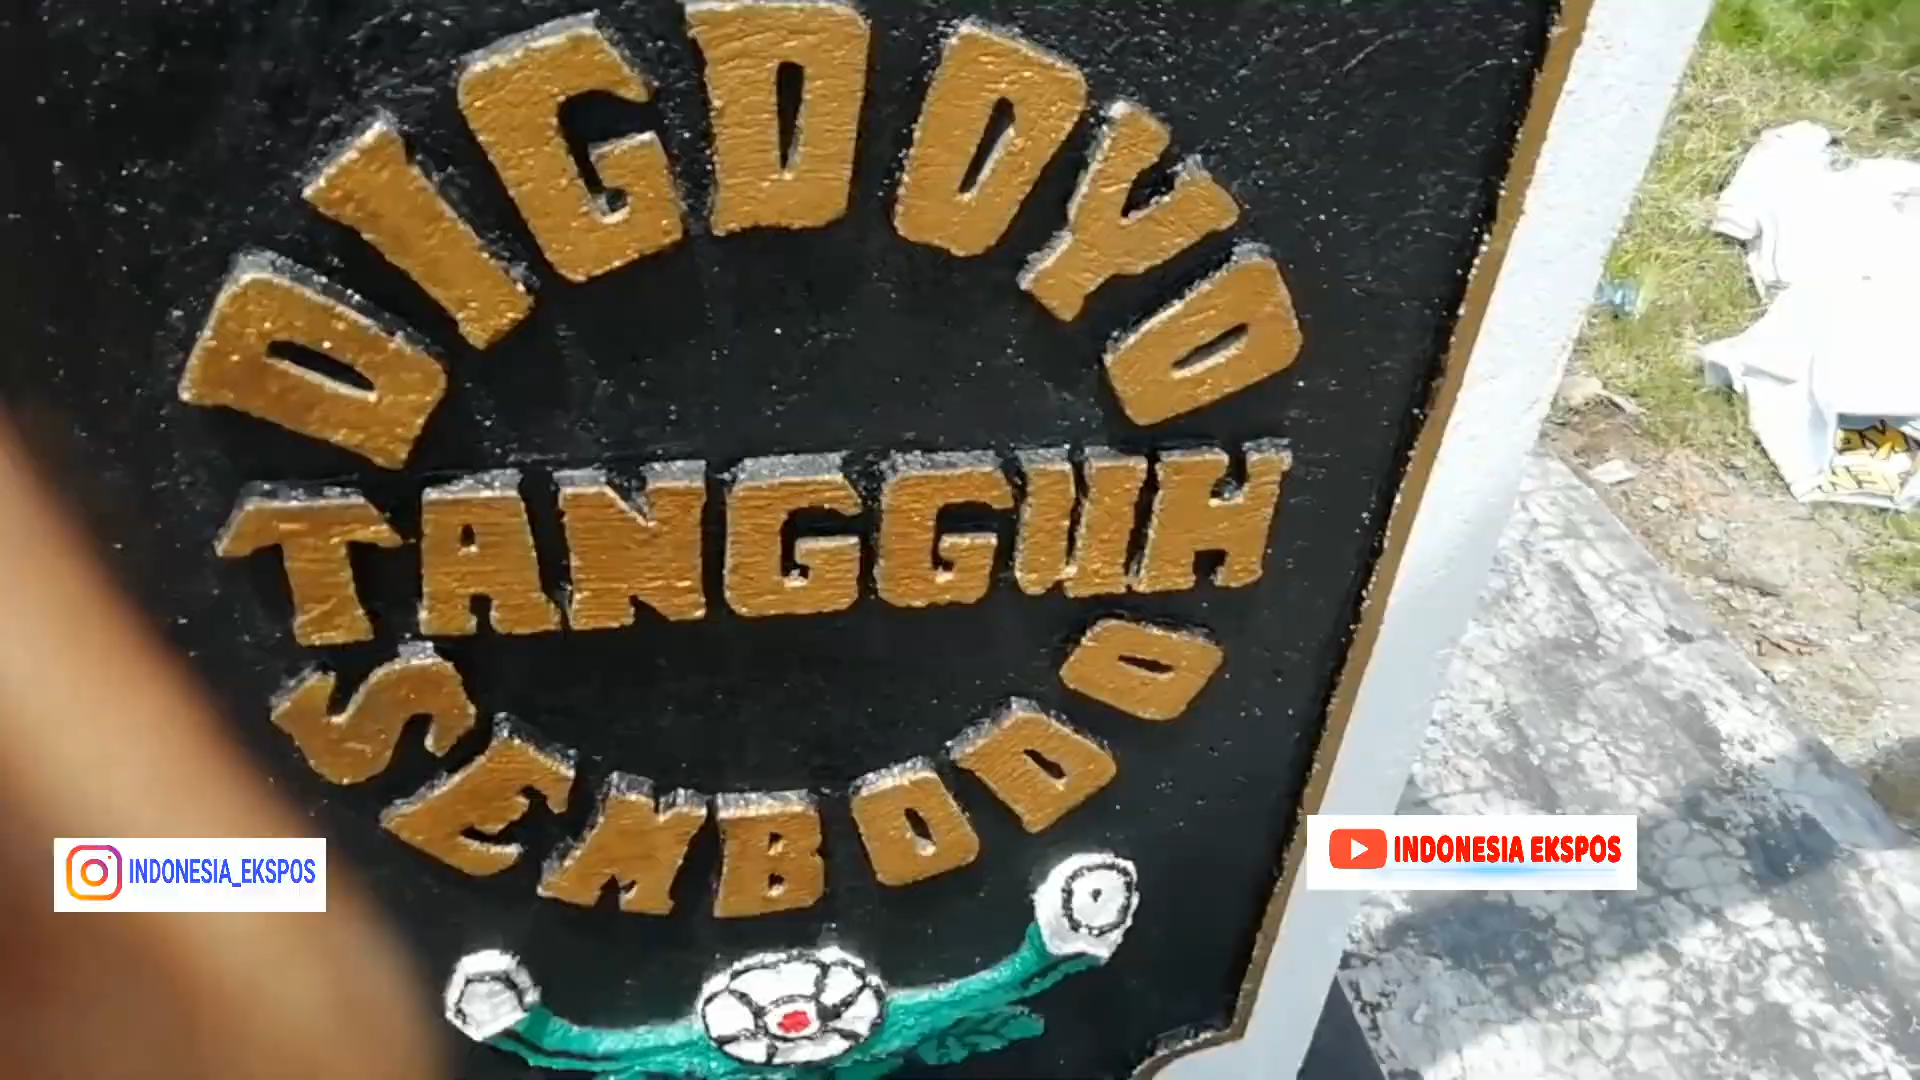 DIGDOYO
TANGGUH
SEMBODO
INDONESIA_EKSPOS
INDONESIA EKSPOS